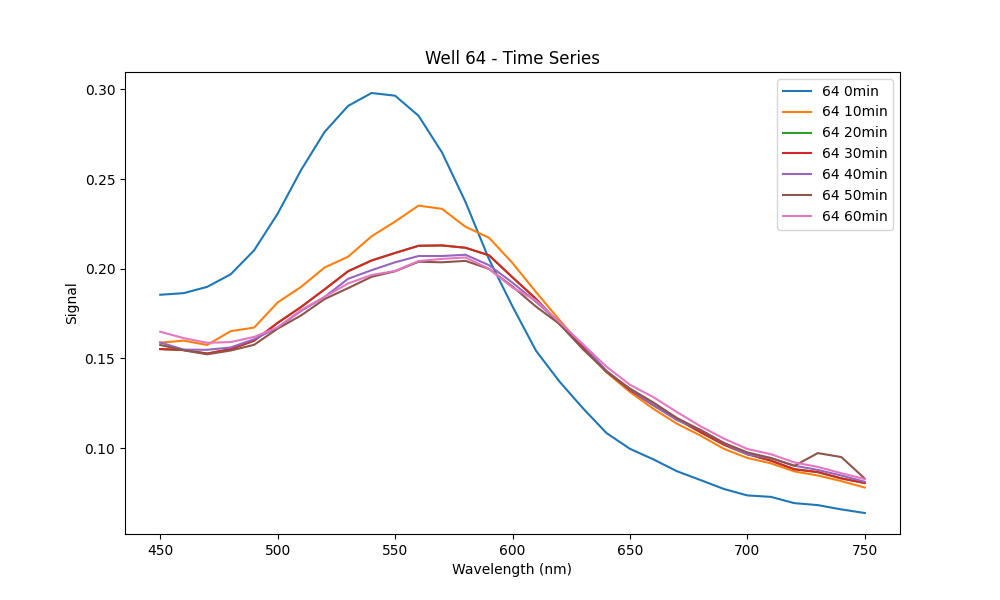 Well 64 - Time Series
0.30
0.25
0.20
0.15
0.10
Signal
64 0min
64 10min
64 20min
64 30min
64 40min
64 50min
64 60min
450 500 550 600 650 700 750
Wavelength (nm)